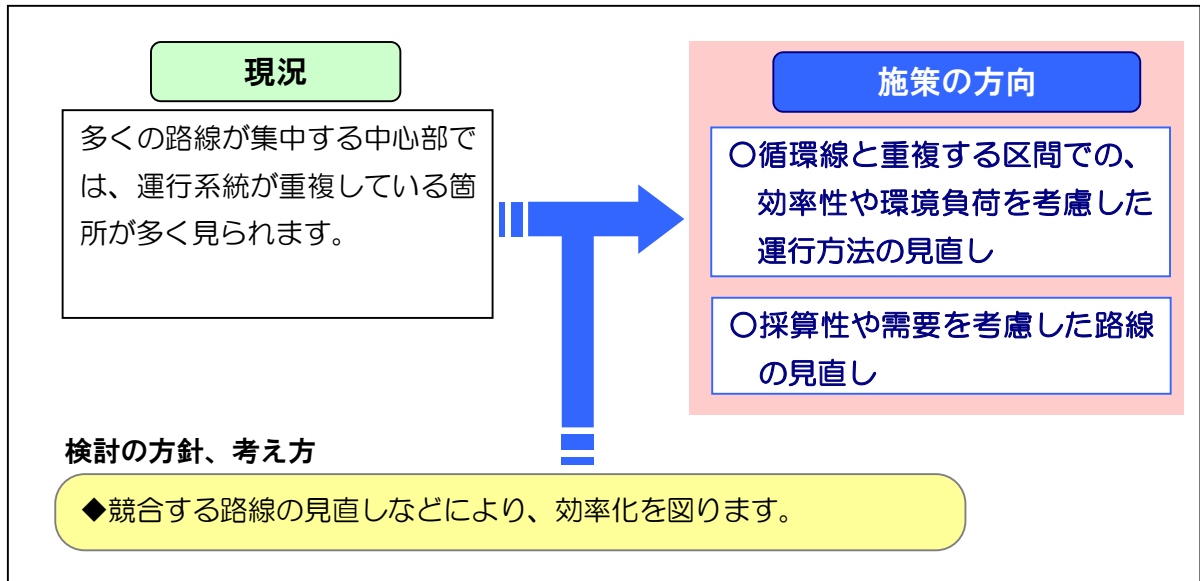 現況
多くの路線が集中する中心部で
は、運行系統が重複している箇
所が多く見られます。
施策の方向
〇循環線と重複する区間での、
効率性や環境負荷を考慮した
運行方法の見直し
〇採算性や需要を考慮した路線
の見直し
検討の方針、考え方
◆競合する路線の見直しなどにより、効率化を図ります。